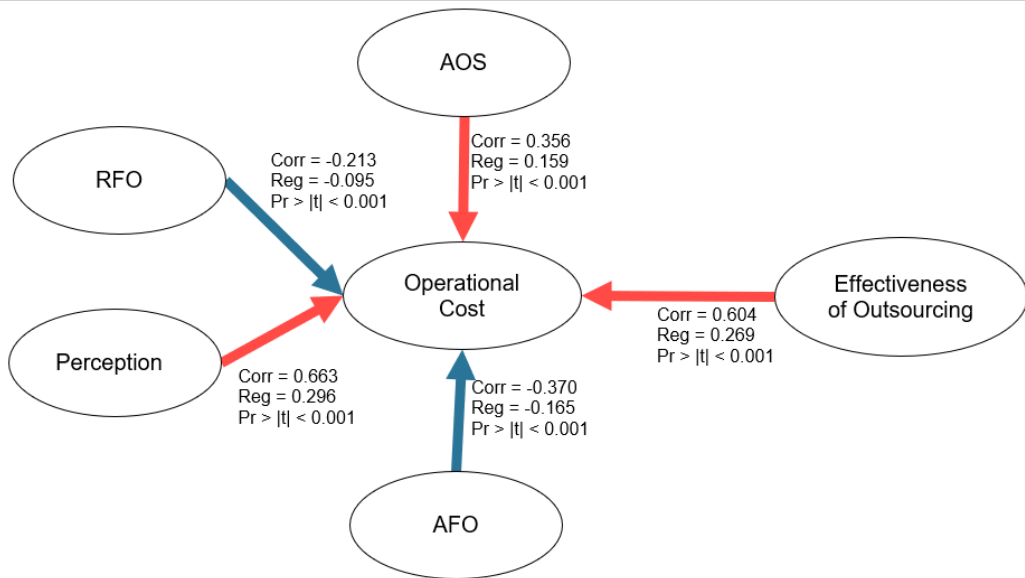 AOS
Corr = 0.356
Reg = 0.159
Pr > |t| < 0.001
RFO
Corr = -0.213
Reg = -0.095
Pr > |t| < 0.001
Operational
Cost
Effectiveness
of Outsourcing
Corr = 0.604
Reg = 0.269
Pr > |t| < 0.001
Perception
Corr = 0.663
Reg = 0.296
Pr > |t| < 0.001
Corr = -0.370
Reg = -0.165
Pr > |t| < 0.001
AFO